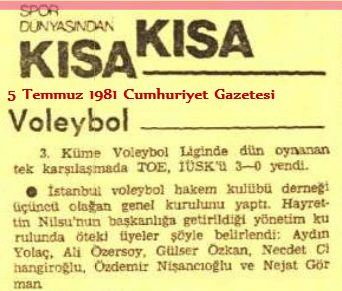 SPOR
DÜNYASINDAN
KISA KISA
5 Temmuz 1981 Cumhuriyet Gazetesi
Voleybol
3. Küme Voleybol Liginde dün oynanan
tek karşılaşmada TOE, İÜSK'ü 3-0 yendi.
● İstanbul voleybol hakem kulübü derneği
üçüncü olağan genel kurulunu yaptı. Hayret-
tin Nilsu'nun başkanlığa getirildiği yönetim ku
rulunda öteki üyeler şöyle belirlendi: Aydın
Yolaç, Ali Özersoy, Gülser Özkan, Necdet Ci
hangiroğlu, Özdemir Nişancıoğlu ve Nejat Gör
man